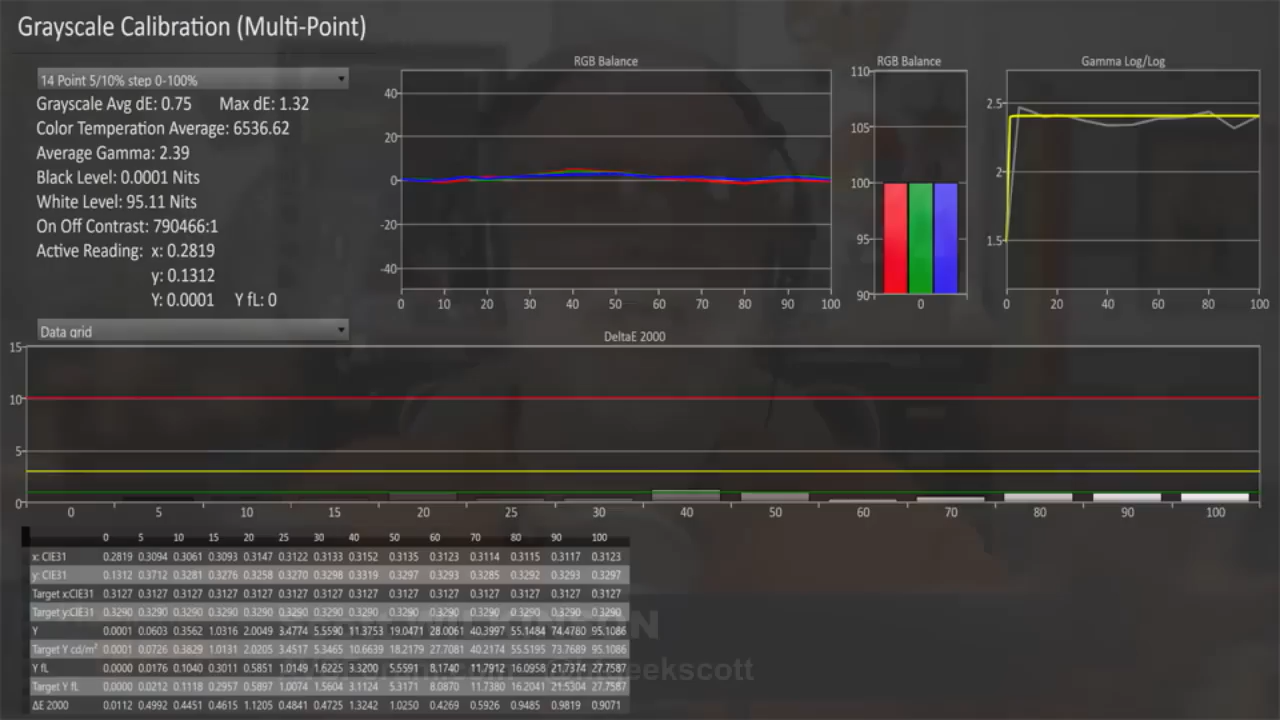 Grayscale Calibration (Multi-Point)
14 Point 5/10% step 0-100%
Grayscale Avg dE: 0.75 Max dE: 1.32
Color Temperature Average: 6536.62
Average Gamma: 2.39
Black Level: 0.0001 Nits
White Level: 95.11 Nits
On Off Contrast: 790466:1
Active Reading: x: 0.2819
y: 0.1312
Y: 0.0001 Y fL: 0
Data grid
RGB Balance
40
20
0
-20
-40
0 10 20 30 40 50 60 70 80 90 100
RGB Balance
110
105
100
95
90
0
Gamma Log/Log
2.5
2
1.5
0 20 40 60 80 100
DeltaE 2000
15
10
5
0
0 5 10 15 20 25 30 40 50 60 70 80 90 100
0 5 10 15 20 25 30 40 50 60 70 80 90 100
x: CIE31 0.2819 0.3094 0.3061 0.3093 0.3147 0.3122 0.3133 0.3152 0.3135 0.3123 0.3114 0.3115 0.3117 0.3123
y: CIE31 0.1312 0.3712 0.3281 0.3276 0.3258 0.3270 0.3298 0.3319 0.3297 0.3293 0.3285 0.3292 0.3293 0.3297
Target x:CIE31 0.3127 0.3127 0.3127 0.3127 0.3127 0.3127 0.3127 0.3127 0.3127 0.3127 0.3127 0.3127 0.3127 0.3127
Target y:CIE31 0.3290 0.3290 0.3290 0.3290 0.3290 0.3290 0.3290 0.3290 0.3290 0.3290 0.3290 0.3290 0.3290 0.3290
Y 0.0001 0.0603 0.3562 1.0316 2.0049 3.4774 5.5590 11.3753 19.0471 28.0061 40.3997 55.1484 74.4780 95.1086
Target Y cd/m² 0.0001 0.0726 0.3829 1.0131 2.0205 3.4517 5.3465 10.6639 18.2179 27.7081 40.2174 55.5195 73.7689 95.1086
Y fL 0.0000 0.0176 0.1040 0.3011 0.5851 1.0149 1.6225 3.3200 5.5591 8.1740 11.7912 16.0958 21.7374 27.7587
Target Y fL 0.0000 0.0212 0.1118 0.2957 0.5897 1.0074 1.5604 3.1124 5.3171 8.0870 11.7380 16.2041 21.5304 27.7587
ΔE 2000 0.0112 0.4992 0.4451 0.4615 1.1205 0.4841 0.4725 1.3242 1.0250 0.4269 0.5926 0.9485 0.9819 0.9071